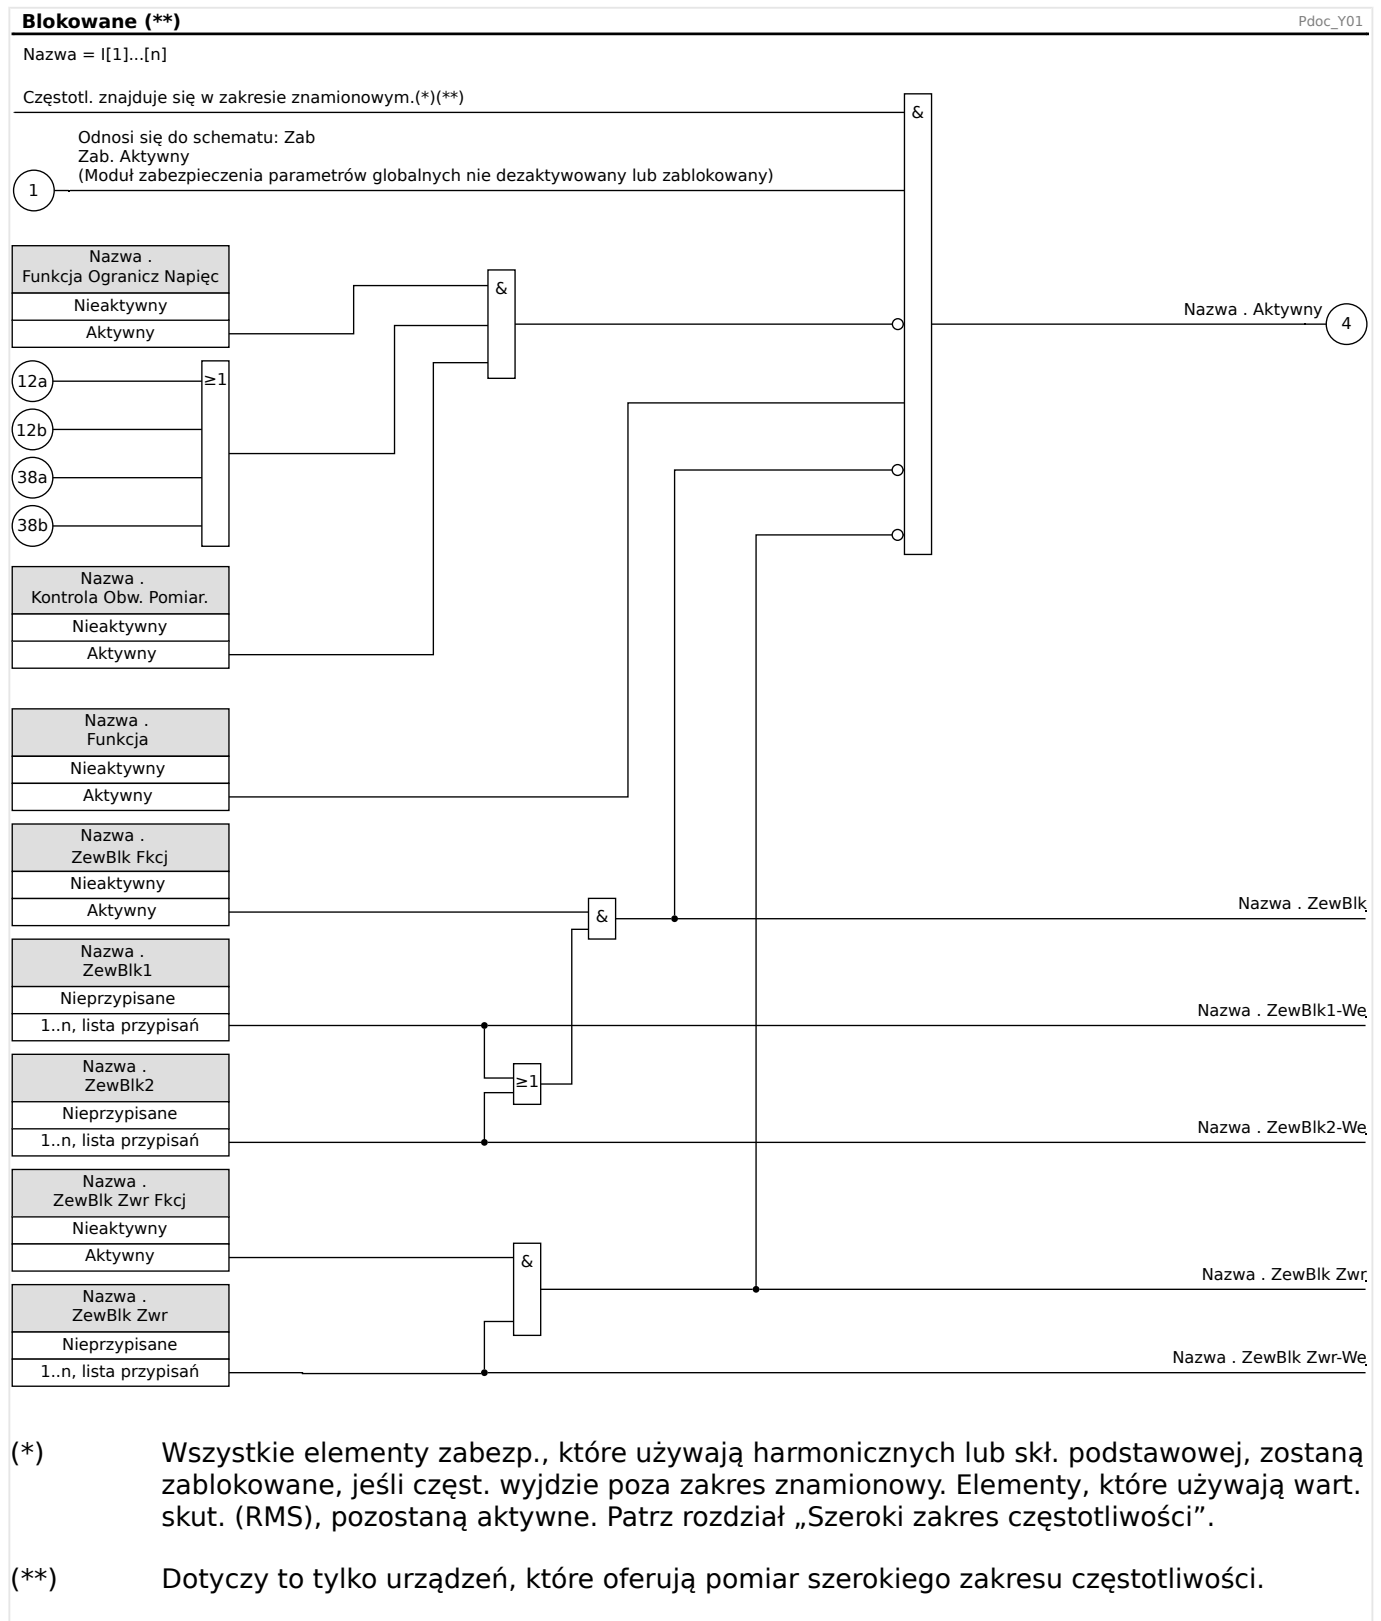 Blokowane (**)
Pdoc_Y01
Nazwa = I[1]...[n]
Częstotl. znajduje się w zakresie znamionowym.(*)(**)
&
Odnosi się do schematu: Zab
Zab. Aktywny
(Moduł zabezpieczenia parametrów globalnych nie dezaktywowany lub zablokowany)
1
Nazwa .
Funkcja Ogranicz Napięc
Nieaktywny
Aktywny
&
Nazwa . Aktywny
4
12a
≥1
12b
38a
38b
Nazwa .
Kontrola Obw. Pomiar.
Nieaktywny
Aktywny
Nazwa .
Funkcja
Nieaktywny
Aktywny
Nazwa .
ZewBlk Fkcj
Nieaktywny
Aktywny
&
Nazwa . ZewBlk
Nazwa .
ZewBlk1
Nieprzypisane
1..n, lista przypisań
Nazwa . ZewBlk1-We
Nazwa .
ZewBlk2
≥1
Nieprzypisane
1..n, lista przypisań
Nazwa . ZewBlk2-We
Nazwa .
ZewBlk Zwr Fkcj
Nieaktywny
Aktywny
&
Nazwa . ZewBlk Zwr
Nazwa .
ZewBlk Zwr
Nieprzypisane
1..n, lista przypisań
Nazwa . ZewBlk Zwr-We
(*) Wszystkie elementy zabezp., które używają harmonicznych lub skł. podstawowej, zostaną
zablokowane, jeśli częst. wyjdzie poza zakres znamionowy. Elementy, które używają wart.
skut. (RMS), pozostaną aktywne. Patrz rozdział „Szeroki zakres częstotliwości”.
(**) Dotyczy to tylko urządzeń, które oferują pomiar szerokiego zakresu częstotliwości.